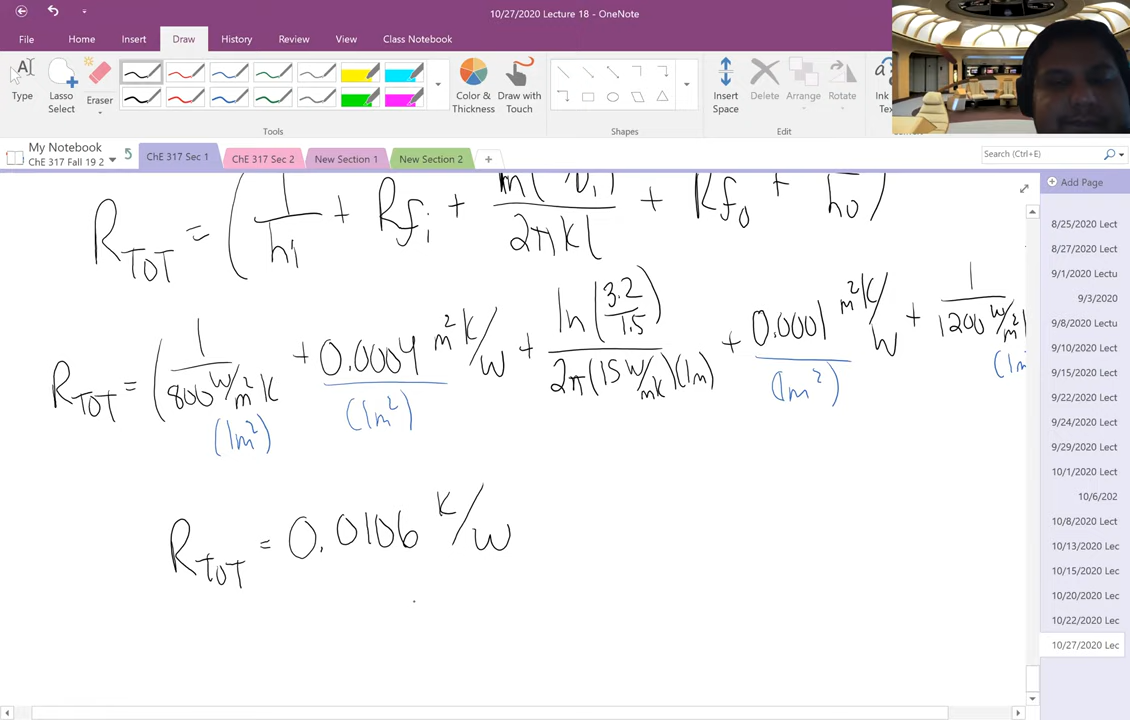 10/27/2020 Lecture 18 - OneNote
File Home Insert Draw History Review View Class Notebook
Type Lasso Select Eraser Color & Thickness Draw with Touch Insert Space Delete Arrange Rotate Ink Tex
Tools Shapes Edit
My Notebook
ChE 317 Fall 19 2
ChE 317 Sec 1 ChE 317 Sec 2 New Section 1 New Section 2 +
Search (Ctrl+E)
Add Page
8/25/2020 Lect
8/27/2020 Lect
9/1/2020 Lectu
9/3/2020
9/8/2020 Lectu
9/10/2020 Lect
9/15/2020 Lect
9/22/2020 Lect
9/24/2020 Lect
9/29/2020 Lect
10/1/2020 Lect
10/6/202
10/8/2020 Lect
10/13/2020 Lec
10/15/2020 Lec
10/20/2020 Lec
10/22/2020 Lec
10/27/2020 Lec
R_TOT = (1/hi + Rf_i + /2πkl + Rf_o + /ho)
R_TOT = (1/800 W/m²K (1m²) + 0.0004 m²K/W /(1m²) + ln(3.2/1.5)/2π(15 W/mK)(1m) + 0.0001 m²K/W /(1m²) + 1/1200 W/m²K (1m
R_TOT = 0.0106 K/W